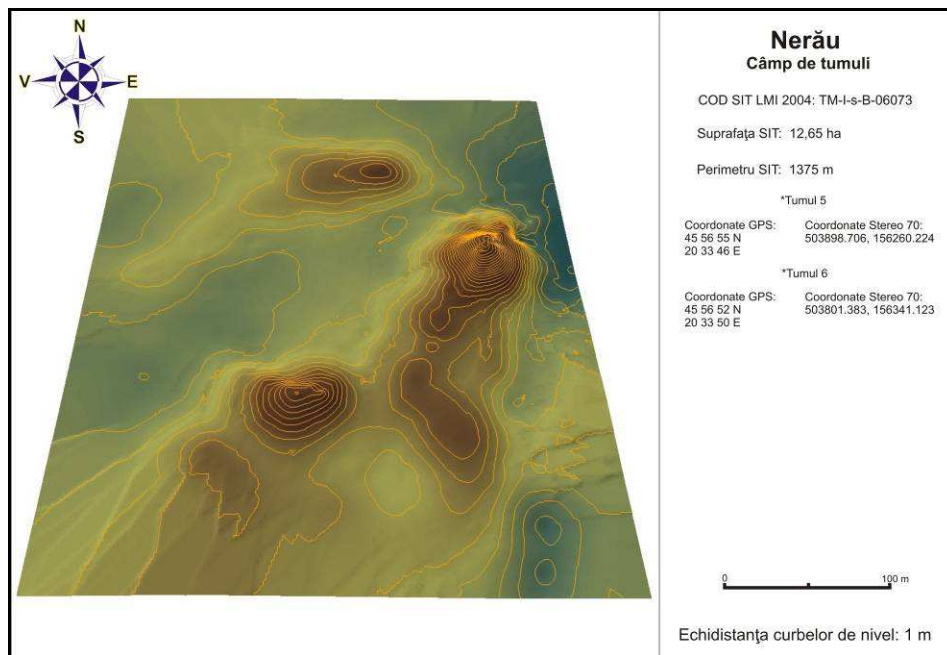 N
V E
S
Nerău
Câmp de tumuli
COD SIT LMI 2004: TM-I-s-B-06073
Suprafaţa SIT: 12,65 ha
Perimetru SIT: 1375 m
*Tumul 5
Coordonate GPS: Coordonate Stereo 70:
45 56 55 N 503898.706, 156260.224
20 33 46 E
*Tumul 6
Coordonate GPS: Coordonate Stereo 70:
45 56 52 N 503801.383, 156341.123
20 33 50 E
0 100 m
Echidistanţa curbelor de nivel: 1 m